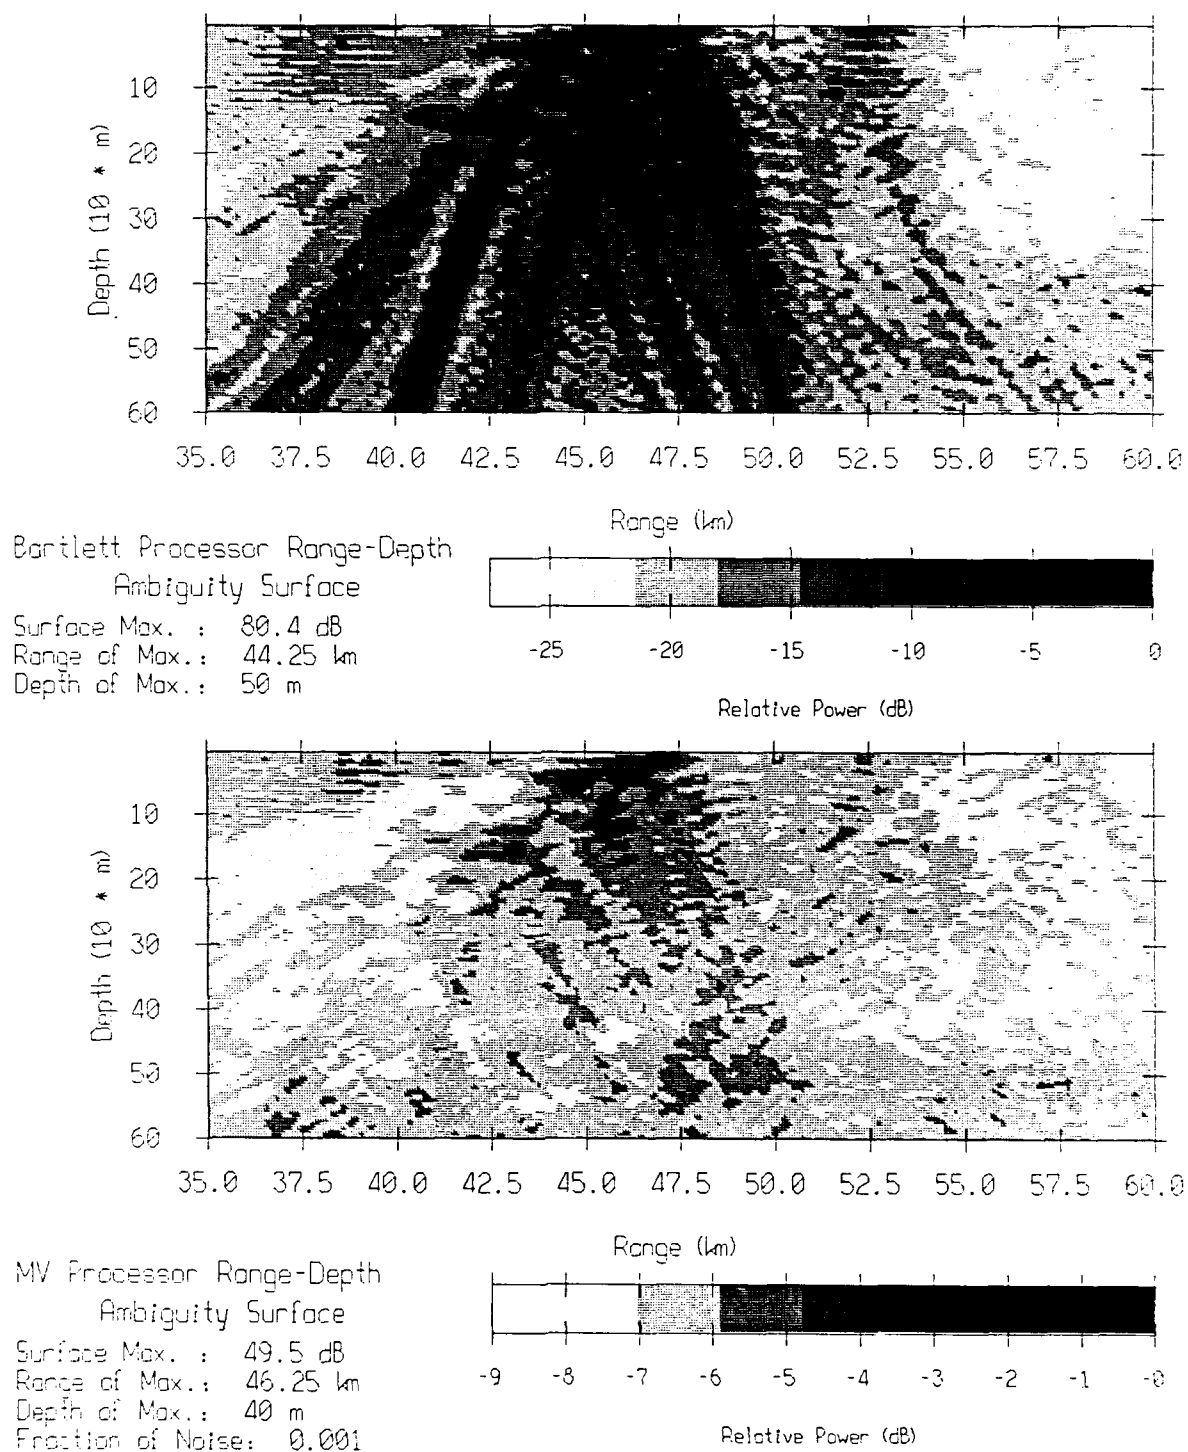 10
20
30
40
50
60
Depth (10 * m)
35.0 37.5 40.0 42.5 45.0 47.5 50.0 52.5 55.0 57.5 60.0
Range (km)
Bartlett Processor Range-Depth
Ambiguity Surface
Surface Max. : 80.4 dB
Range of Max.: 44.25 km
Depth of Max.: 50 m
-25 -20 -15 -10 -5 0
Relative Power (dB)
10
20
30
40
50
60
Depth (10 * m)
35.0 37.5 40.0 42.5 45.0 47.5 50.0 52.5 55.0 57.5 60.0
Range (km)
MV Processor Range-Depth
Ambiguity Surface
Surface Max. : 49.5 dB
Range of Max.: 46.25 km
Depth of Max.: 40 m
Fraction of Noise: 0.001
-9 -8 -7 -6 -5 -4 -3 -2 -1 -0
Relative Power (dB)